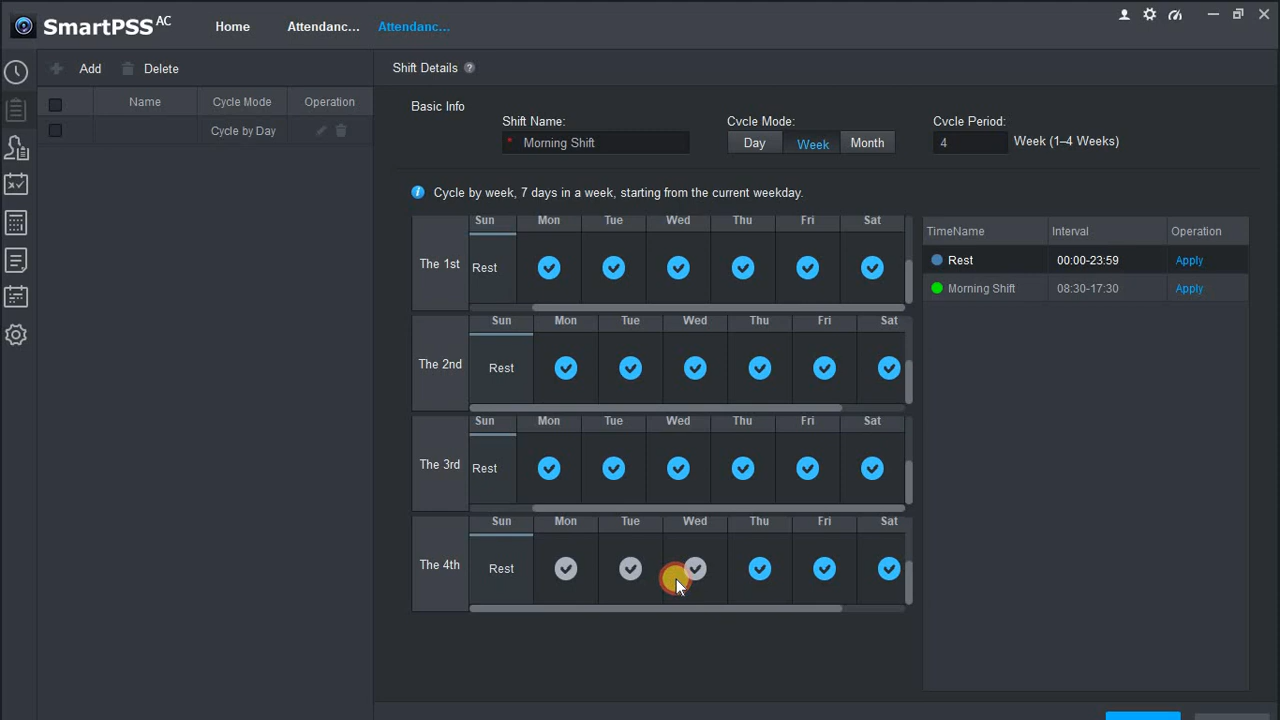 SmartPSS AC
Home
Attendanc...
Attendanc...
Add
Delete
Name
Cycle Mode
Operation
Cycle by Day
Shift Details ?
Basic Info
Shift Name:
* Morning Shift
Cycle Mode:
Day
Week
Month
Cycle Period:
4
Week (1–4 Weeks)
i Cycle by week, 7 days in a week, starting from the current weekday.
Sun Mon Tue Wed Thu Fri Sat
The 1st
Rest
Sun Mon Tue Wed Thu Fri Sat
The 2nd
Rest
Sun Mon Tue Wed Thu Fri Sat
The 3rd
Rest
Sun Mon Tue Wed Thu Fri Sat
The 4th
Rest
TimeName Interval Operation
Rest 00:00-23:59 Apply
Morning Shift 08:30-17:30 Apply